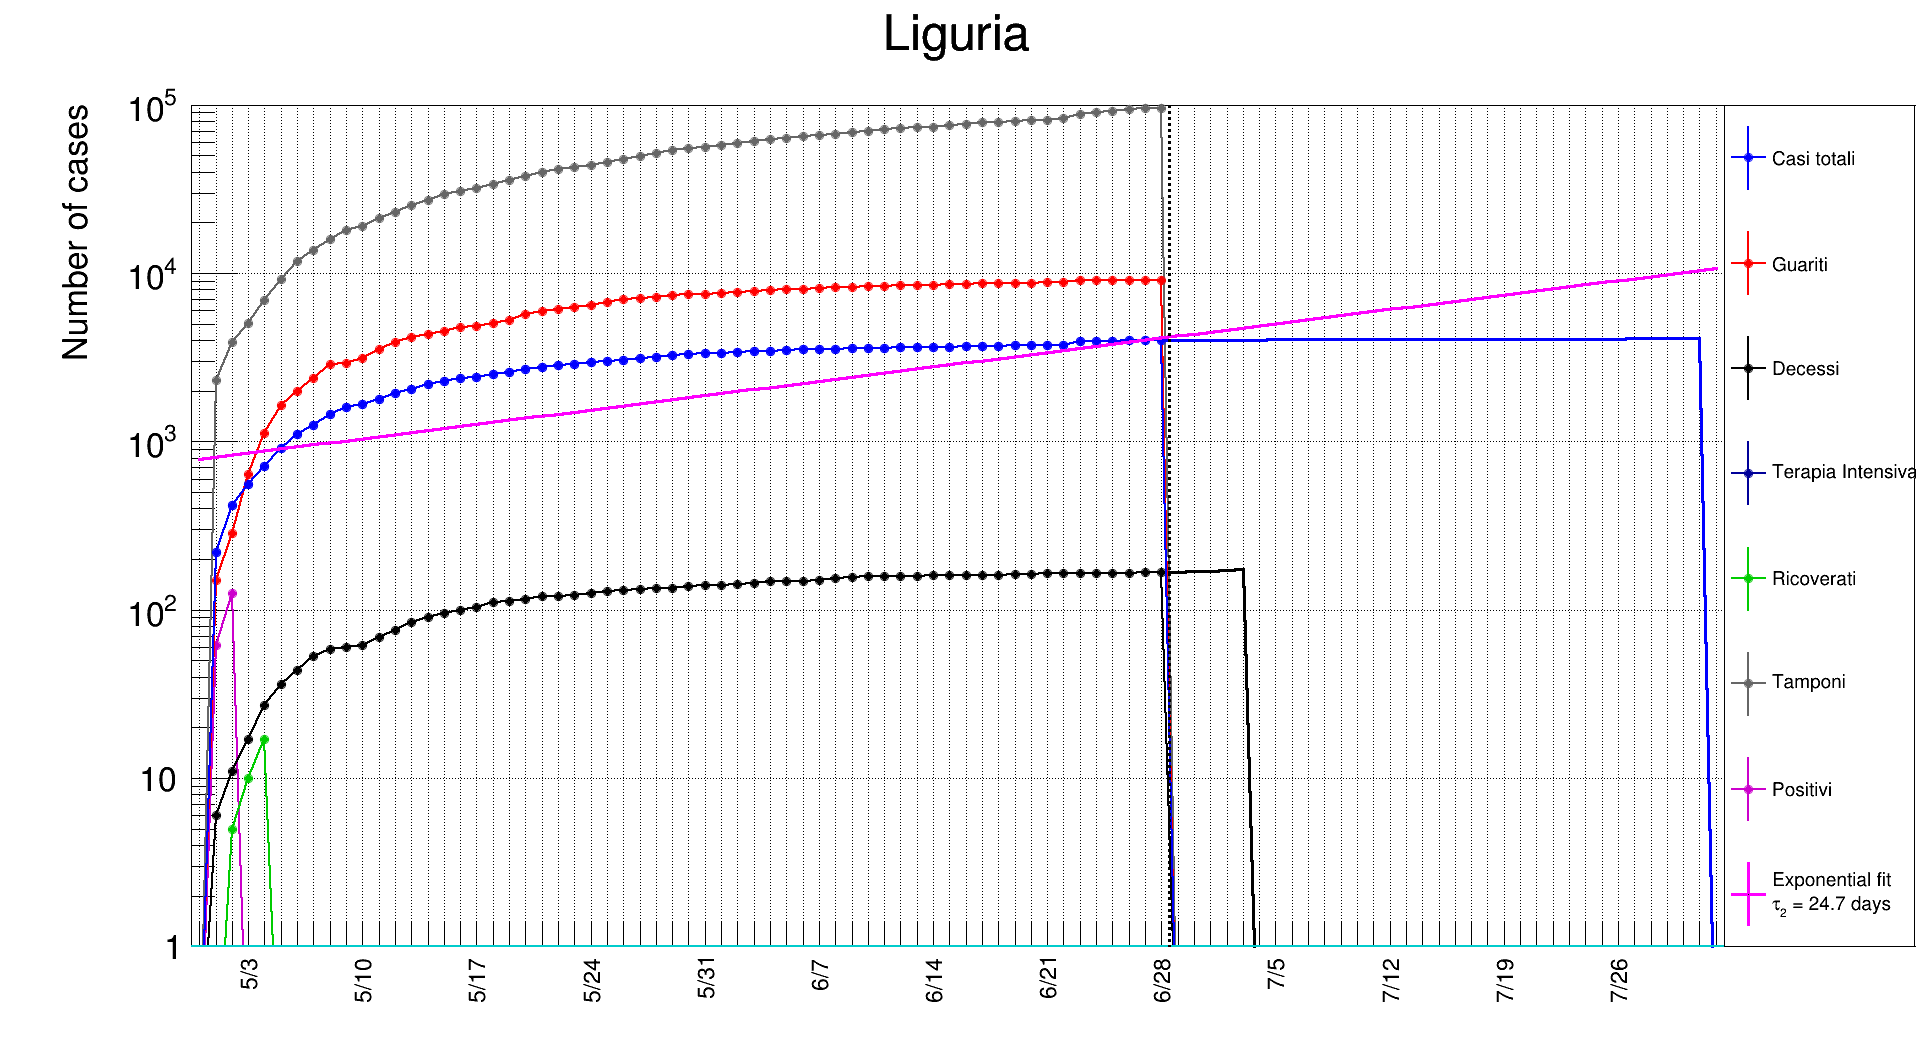 Liguria
Number of cases
10^5
10^4
10^3
10^2
10
1
5/3
5/10
5/17
5/24
5/31
6/7
6/14
6/21
6/28
7/5
7/12
7/19
7/26
Casi totali
Guariti
Decessi
Terapia Intensiva
Ricoverati
Tamponi
Positivi
Exponential fit
τ₂ = 24.7 days